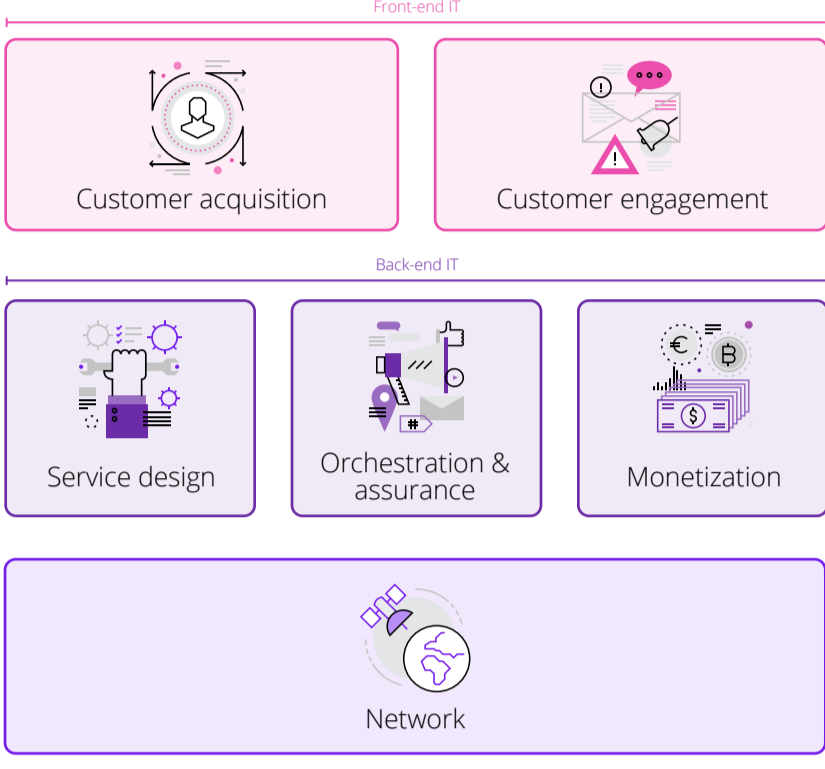 Front-end IT
Customer acquisition
Customer engagement
Back-end IT
Service design
Orchestration &
assurance
Monetization
Network